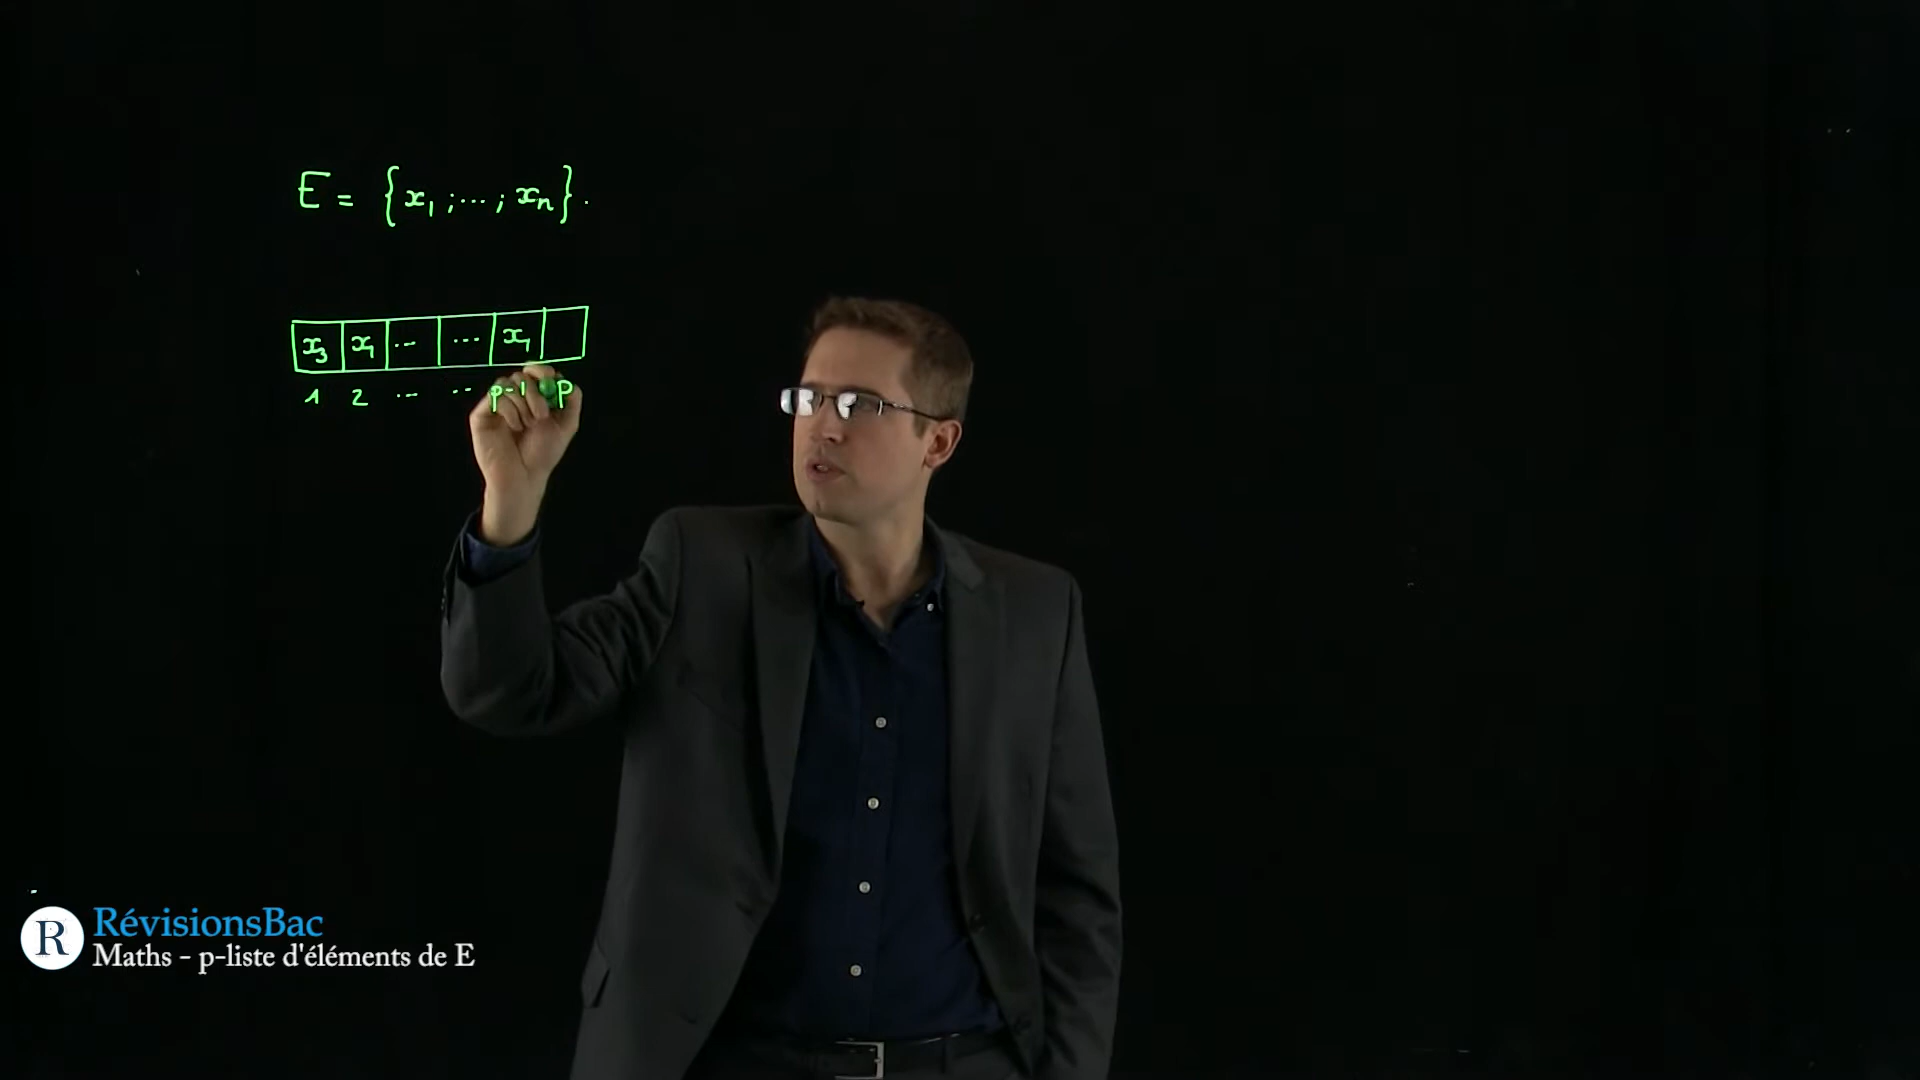 E = {x₁ ; ... ; xₙ}.
x₃ x₁ ... ... x₁
1 2 ... ... p-1 p
R RévisionsBac
Maths - p-liste d'éléments de E